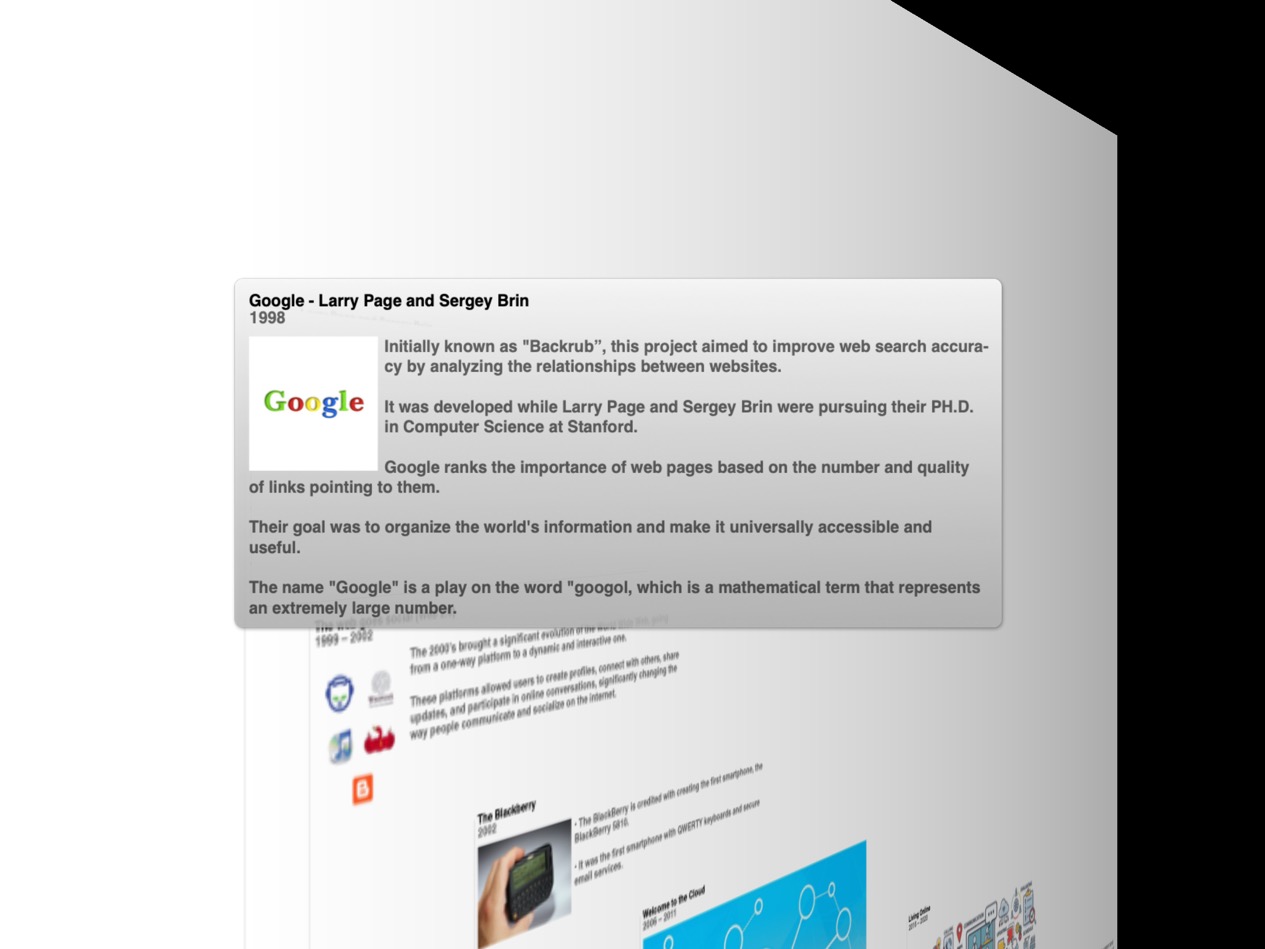 Google - Larry Page and Sergey Brin
1998
Initially known as "Backrub”, this project aimed to improve web search accura-
cy by analyzing the relationships between websites.
Google
It was developed while Larry Page and Sergey Brin were pursuing their PH.D.
in Computer Science at Stanford.
Google ranks the importance of web pages based on the number and quality
of links pointing to them.
Their goal was to organize the world's information and make it universally accessible and
useful.
The name "Google" is a play on the word "googol, which is a mathematical term that represents
an extremely large number.
1999 – 2002
The 2000's brought a significant evolution of the
from a one-way platform to a dynamic and interactive one.
These platforms allowed users to create profiles, connect with others, share
updates, and participate in online conversations, significantly changing the
way people communicate and socialize on the internet.
The Blackberry
2002
- The BlackBerry is credited with creating the first smartphone, the
BlackBerry 5810.
- It was the first smartphone with QWERTY keyboards and secure
email services.
Welcome to the Cloud
2006 – 2011
Living Online